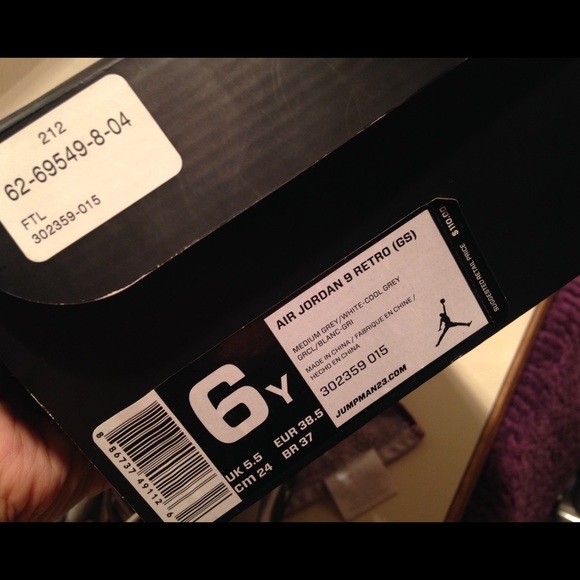 212
62-69549-8-04
FTL
302359-015
AIR JORDAN 9 RETRO (GS)
MEDIUM GREY/WHITE-COOL GREY
GRCL/BLANC-GRI
MADE IN CHINA / FABRIQUE EN CHINE /
HECHO EN CHINA
302359 015
JUMPMAN23.COM
$110.00
SUGGESTED RETAIL PRICE
6Y
UK 5.5
EUR 38.5
CM 24
BR 37
8 86737 49112 6